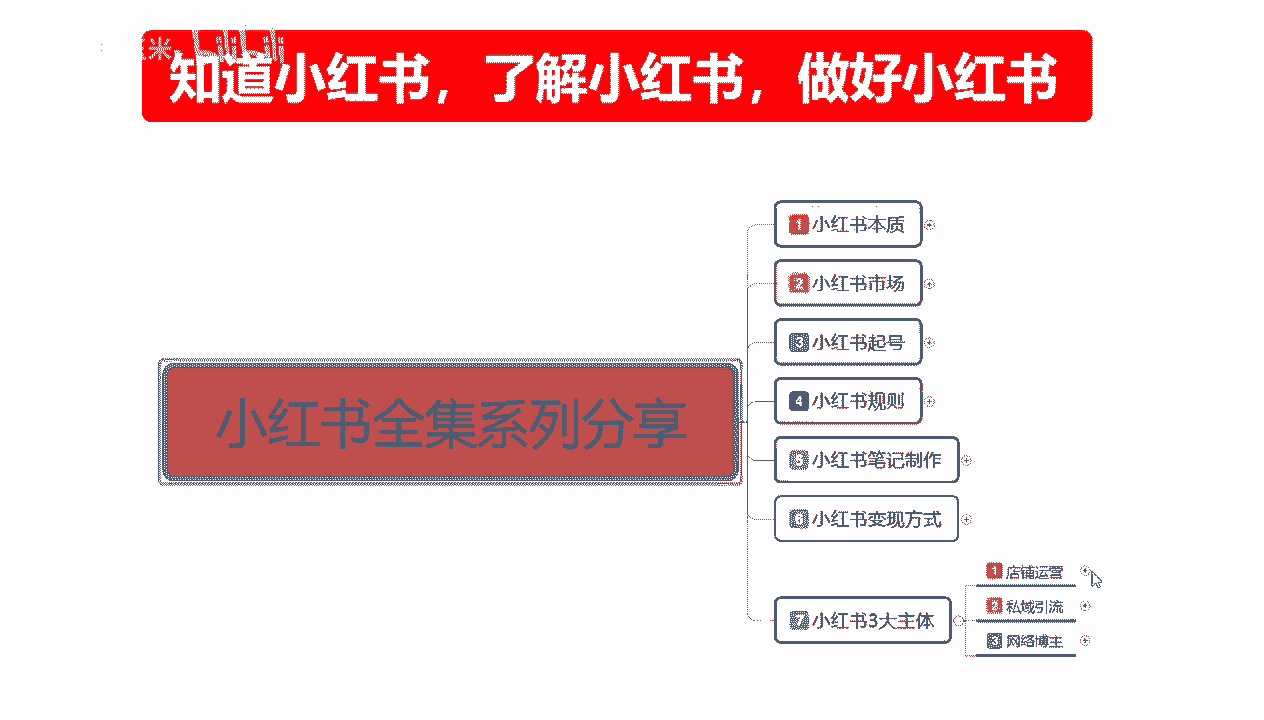 知道小红书，了解小红书，做好小红书
小红书全集系列分享
1 小红书本质
2 小红书市场
3 小红书起号
4 小红书规则
5 小红书笔记制作
6 小红书变现方式
7 小红书3大主体
1 店铺运营
2 私域引流
3 网络博主